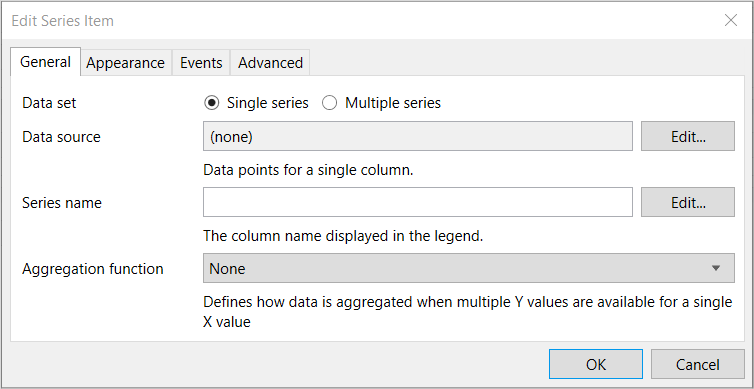 Edit Series Item
General Appearance Events Advanced
Data set Single series Multiple series
Data source (none) Edit...
Data points for a single column.
Series name Edit...
The column name displayed in the legend.
Aggregation function None
Defines how data is aggregated when multiple Y values are available for a single
X value
OK Cancel